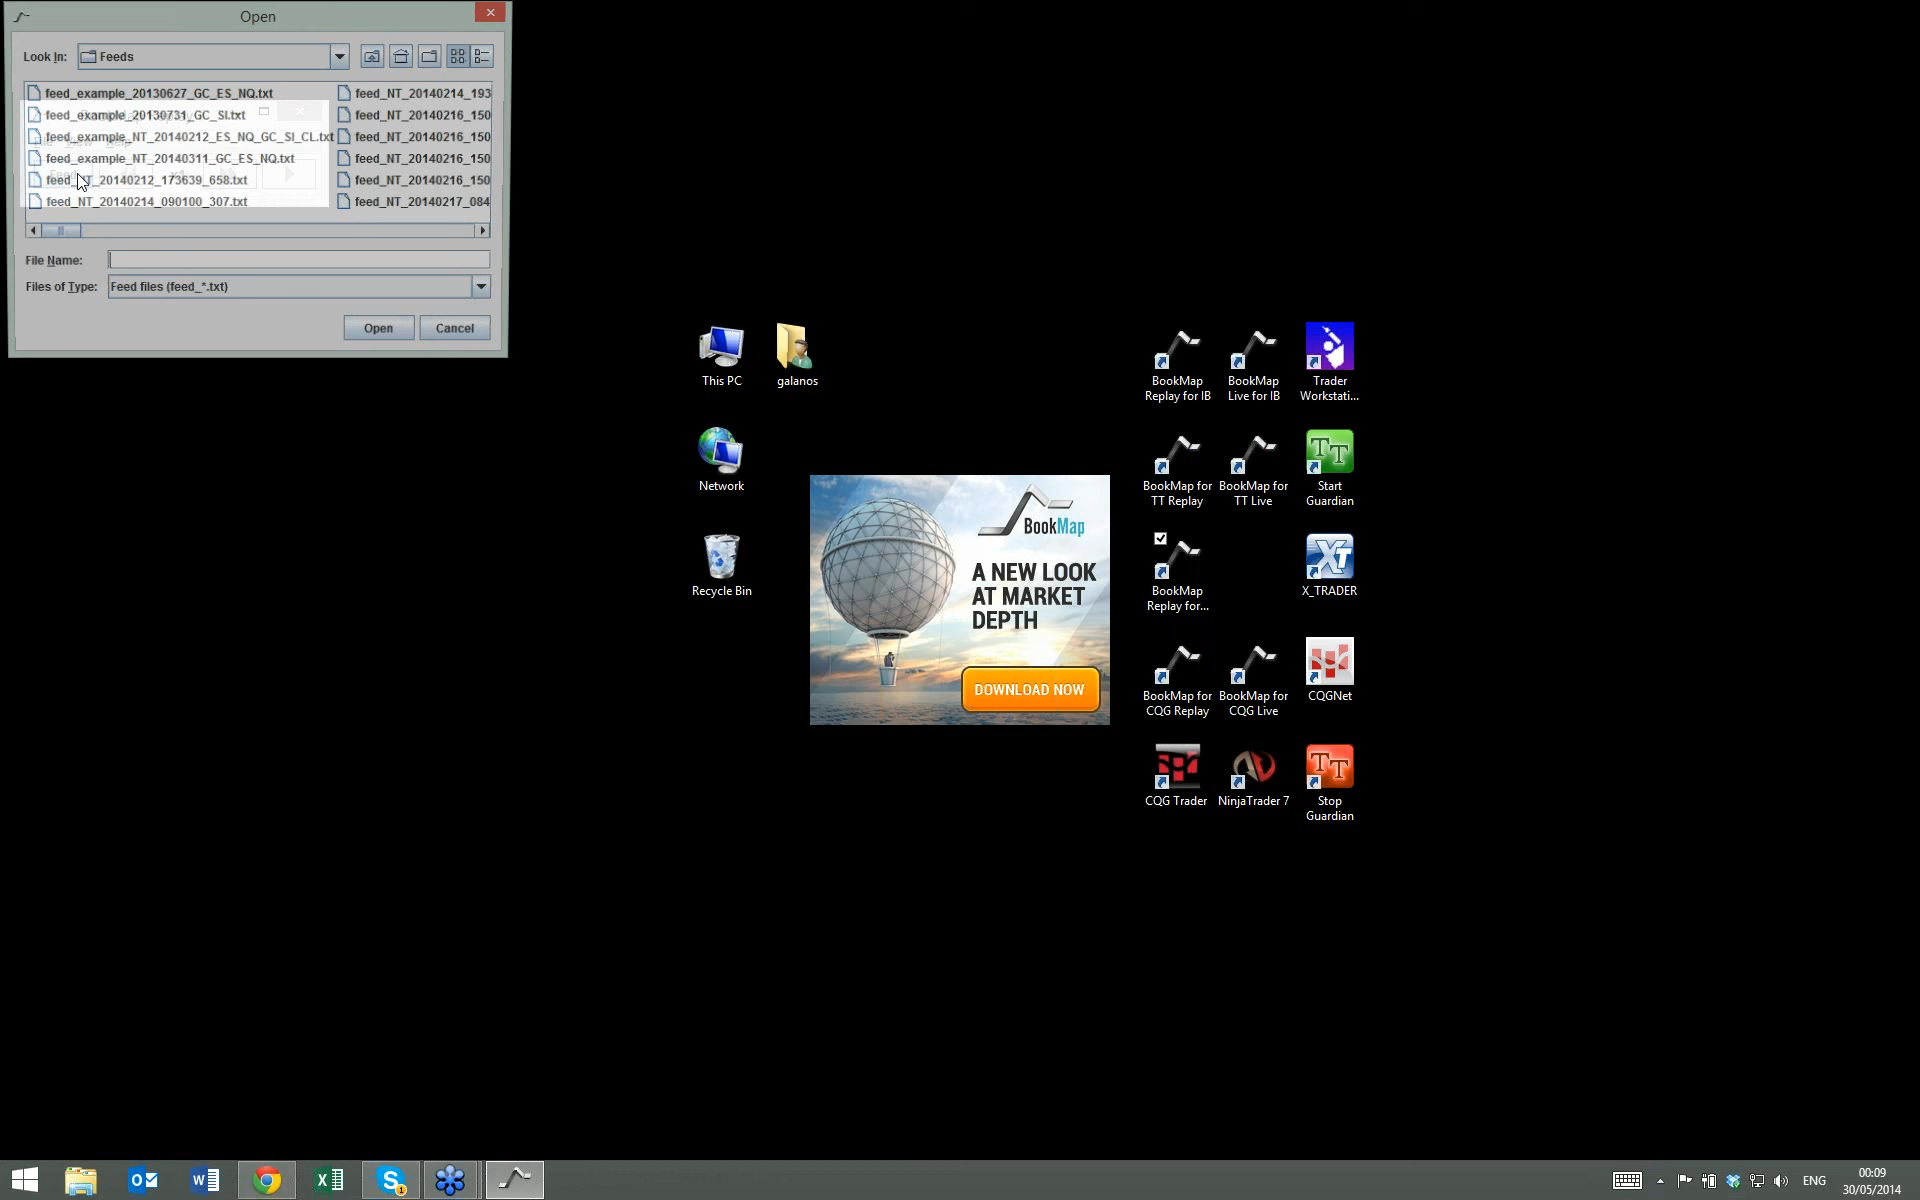 Open
Look In: Feeds
feed_example_20130627_GC_ES_NQ.txt
feed_example_20130731_GC_SI.txt
feed_example_NT_20140212_ES_NQ_GC_SI_CL.txt
feed_example_NT_20140311_GC_ES_NQ.txt
feed_NT_20140212_173639_658.txt
feed_NT_20140214_090100_307.txt
feed_NT_20140214_193
feed_NT_20140216_150
feed_NT_20140216_150
feed_NT_20140216_150
feed_NT_20140216_150
feed_NT_20140217_084
File Name:
Files of Type: Feed files (feed_*.txt)
Open Cancel
This PC
galanos
Network
Recycle Bin
BookMap
A NEW LOOK
AT MARKET
DEPTH
DOWNLOAD NOW
BookMap
Replay for IB
BookMap
Live for IB
Trader
Workstati...
BookMap for
TT Replay
BookMap for
TT Live
Start
Guardian
BookMap
Replay for...
X_TRADER
BookMap for
CQG Replay
BookMap for
CQG Live
CQGNet
CQG Trader
NinjaTrader 7
Stop
Guardian
ENG
00:09
30/05/2014